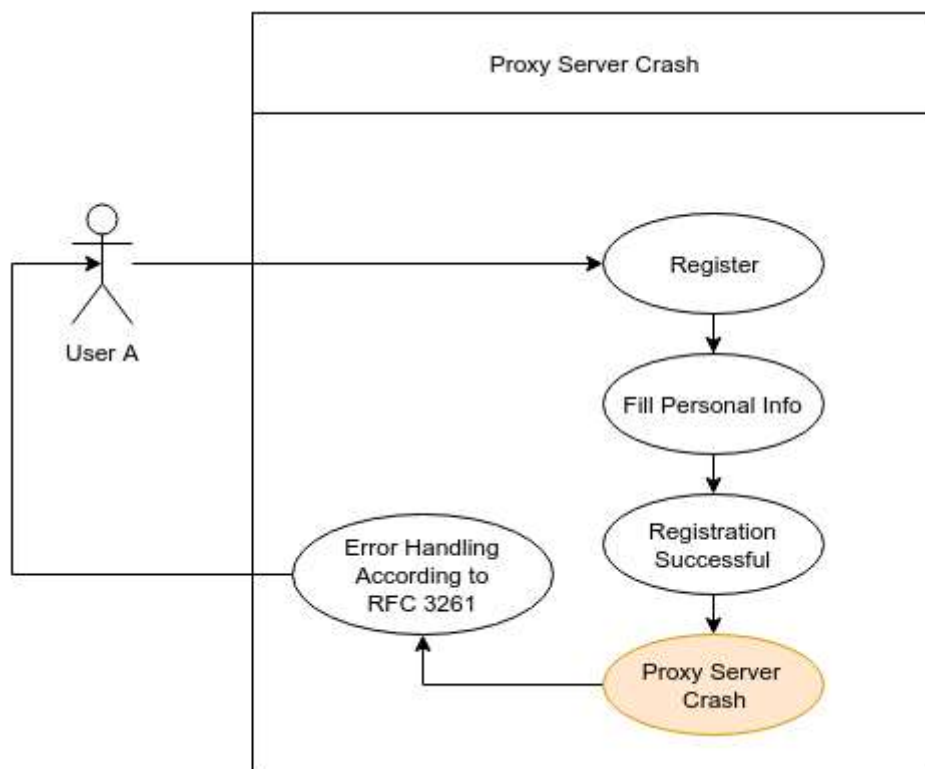 Proxy Server Crash
Register
User A
Fill Personal Info
Registration
Successful
Error Handling
According to
RFC 3261
Proxy Server
Crash